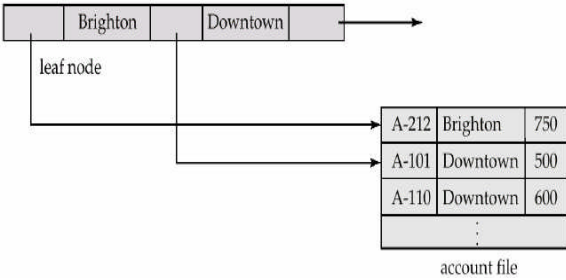 Brighton Downtown
leaf node
A-212 Brighton 750
A-101 Downtown 500
A-110 Downtown 600
account file